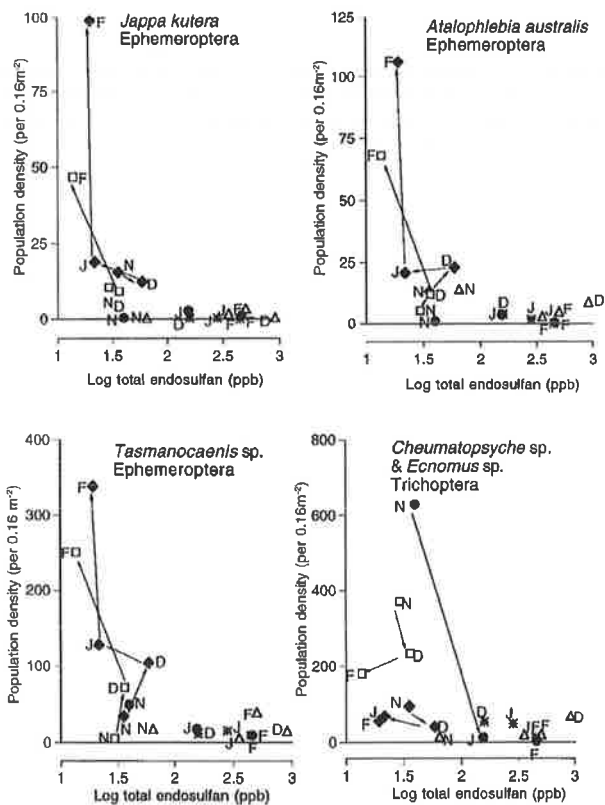 Jappa kutera
Ephemeroptera
Population density (per 0.16m-2)
100
75
50
25
0
F
F
J
N
D
N
D
N
N
D
J
J
J
F
F
F
D
1
1.5
2
2.5
3
Log total endosulfan (ppb)
Atalophlebia australis
Ephemeroptera
Population density (per 0.16m-2)
125
100
75
50
25
0
F
F
J
D
N
D
N
N
N
D
J
J
J
F
F
F
D
1
1.5
2
2.5
3
Log total endosulfan (ppb)
Tasmanocaenis sp.
Ephemeroptera
Population density (per 0.16 m-2)
400
300
200
100
0
F
F
J
D
D
N
N
N
N
J
D
J
J
F
F
F
D
1
1.5
2
2.5
3
Log total endosulfan (ppb)
Cheumatopsyche sp.
& Ecnomus sp.
Trichoptera
Population density (per 0.16 m-2)
800
600
400
200
0
N
N
D
F
J
F
N
D
N
D
J
J
J
F
F
F
D
1
1.5
2
2.5
3
Log total endosulfan (ppb)